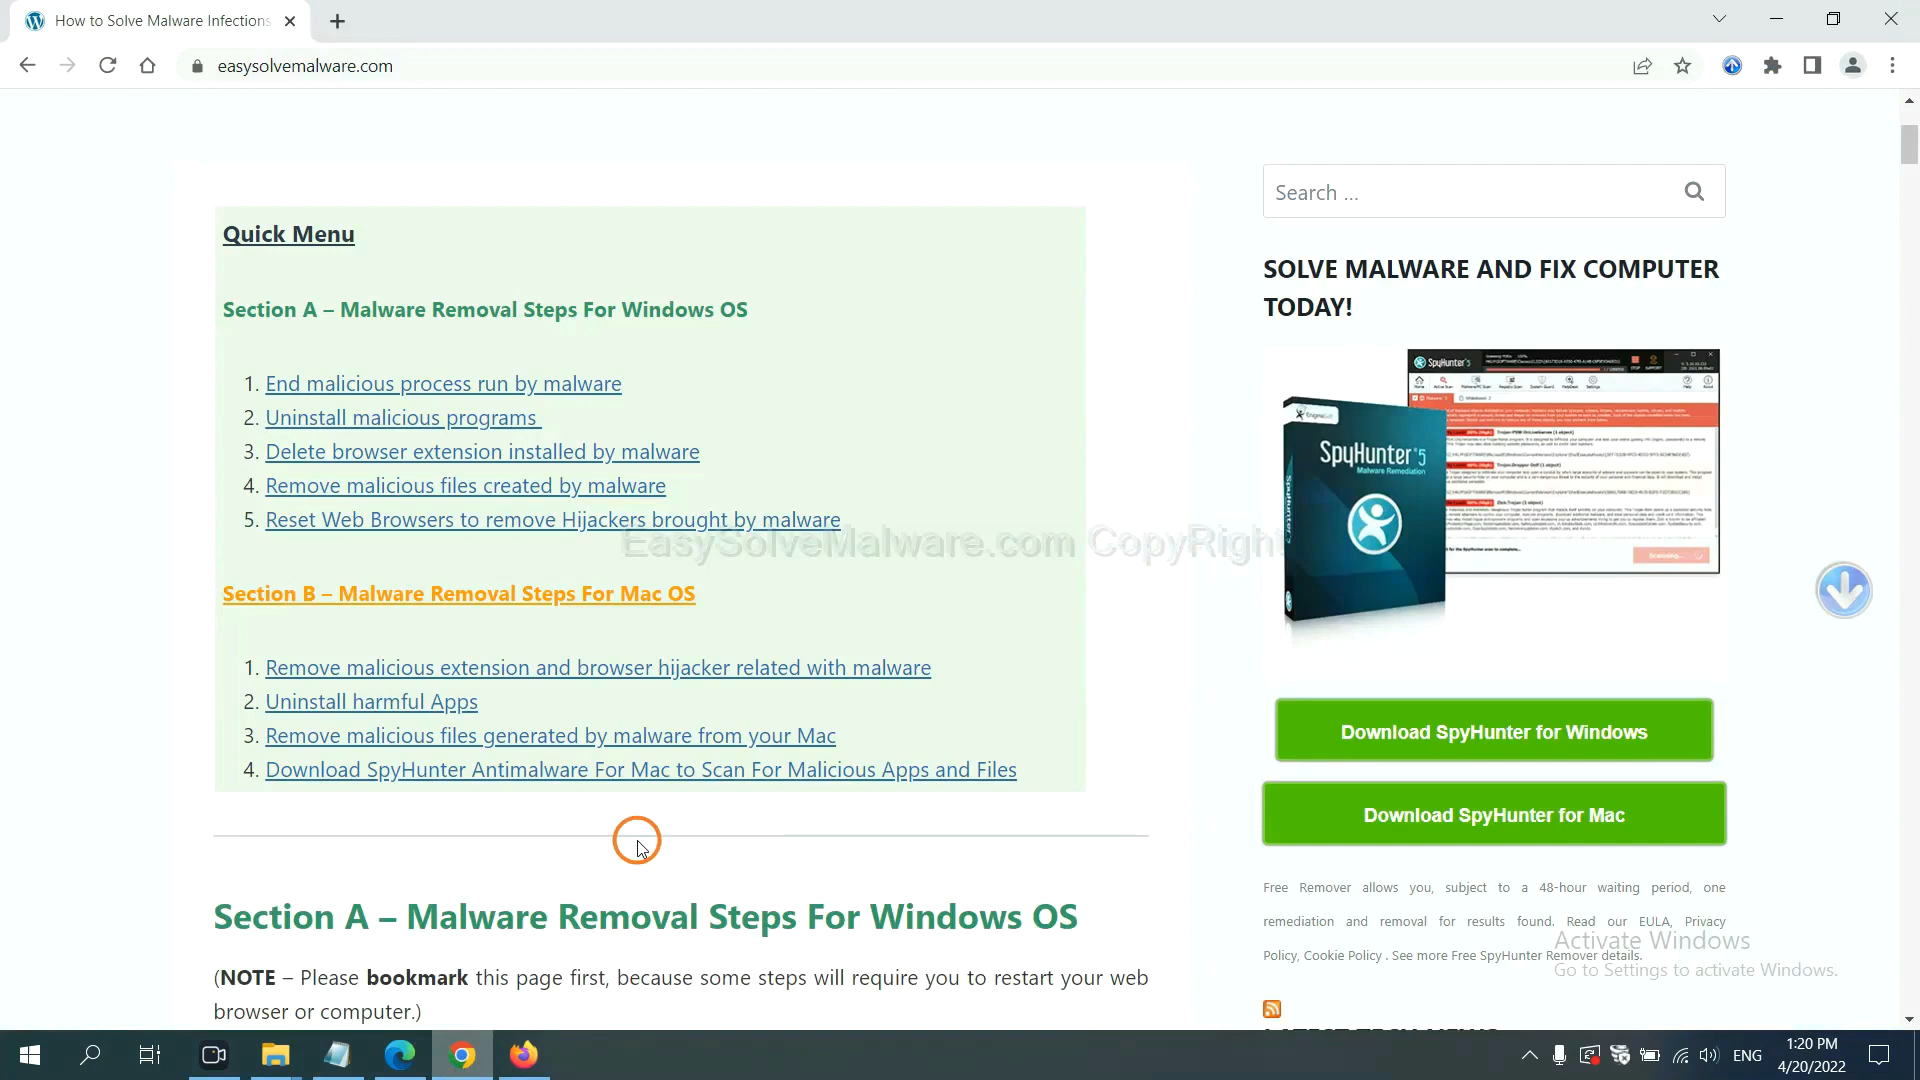 How to Solve Malware Infections
easysolvemalware.com
Search ...
Quick Menu
SOLVE MALWARE AND FIX COMPUTER
TODAY!
Section A – Malware Removal Steps For Windows OS
1. End malicious process run by malware
2. Uninstall malicious programs
3. Delete browser extension installed by malware
4. Remove malicious files created by malware
5. Reset Web Browsers to remove Hijackers brought by malware
EasySolveMalware.com CopyRight
SpyHunter 5
EnigmaSoft
SpyHunter 5
Malware Remediation
Section B – Malware Removal Steps For Mac OS
1. Remove malicious extension and browser hijacker related with malware
2. Uninstall harmful Apps
3. Remove malicious files generated by malware from your Mac
4. Download SpyHunter Antimalware For Mac to Scan For Malicious Apps and Files
Download SpyHunter for Windows
Download SpyHunter for Mac
Free Remover allows you, subject to a 48-hour waiting period, one
remediation and removal for results found. Read our EULA, Privacy
Policy, Cookie Policy . See more Free SpyHunter Remover details.
Activate Windows
Go to Settings to activate Windows.
Section A – Malware Removal Steps For Windows OS
(NOTE – Please bookmark this page first, because some steps will require you to restart your web
browser or computer.)
LATEST TECH NEWS
ENG
1:20 PM
4/20/2022